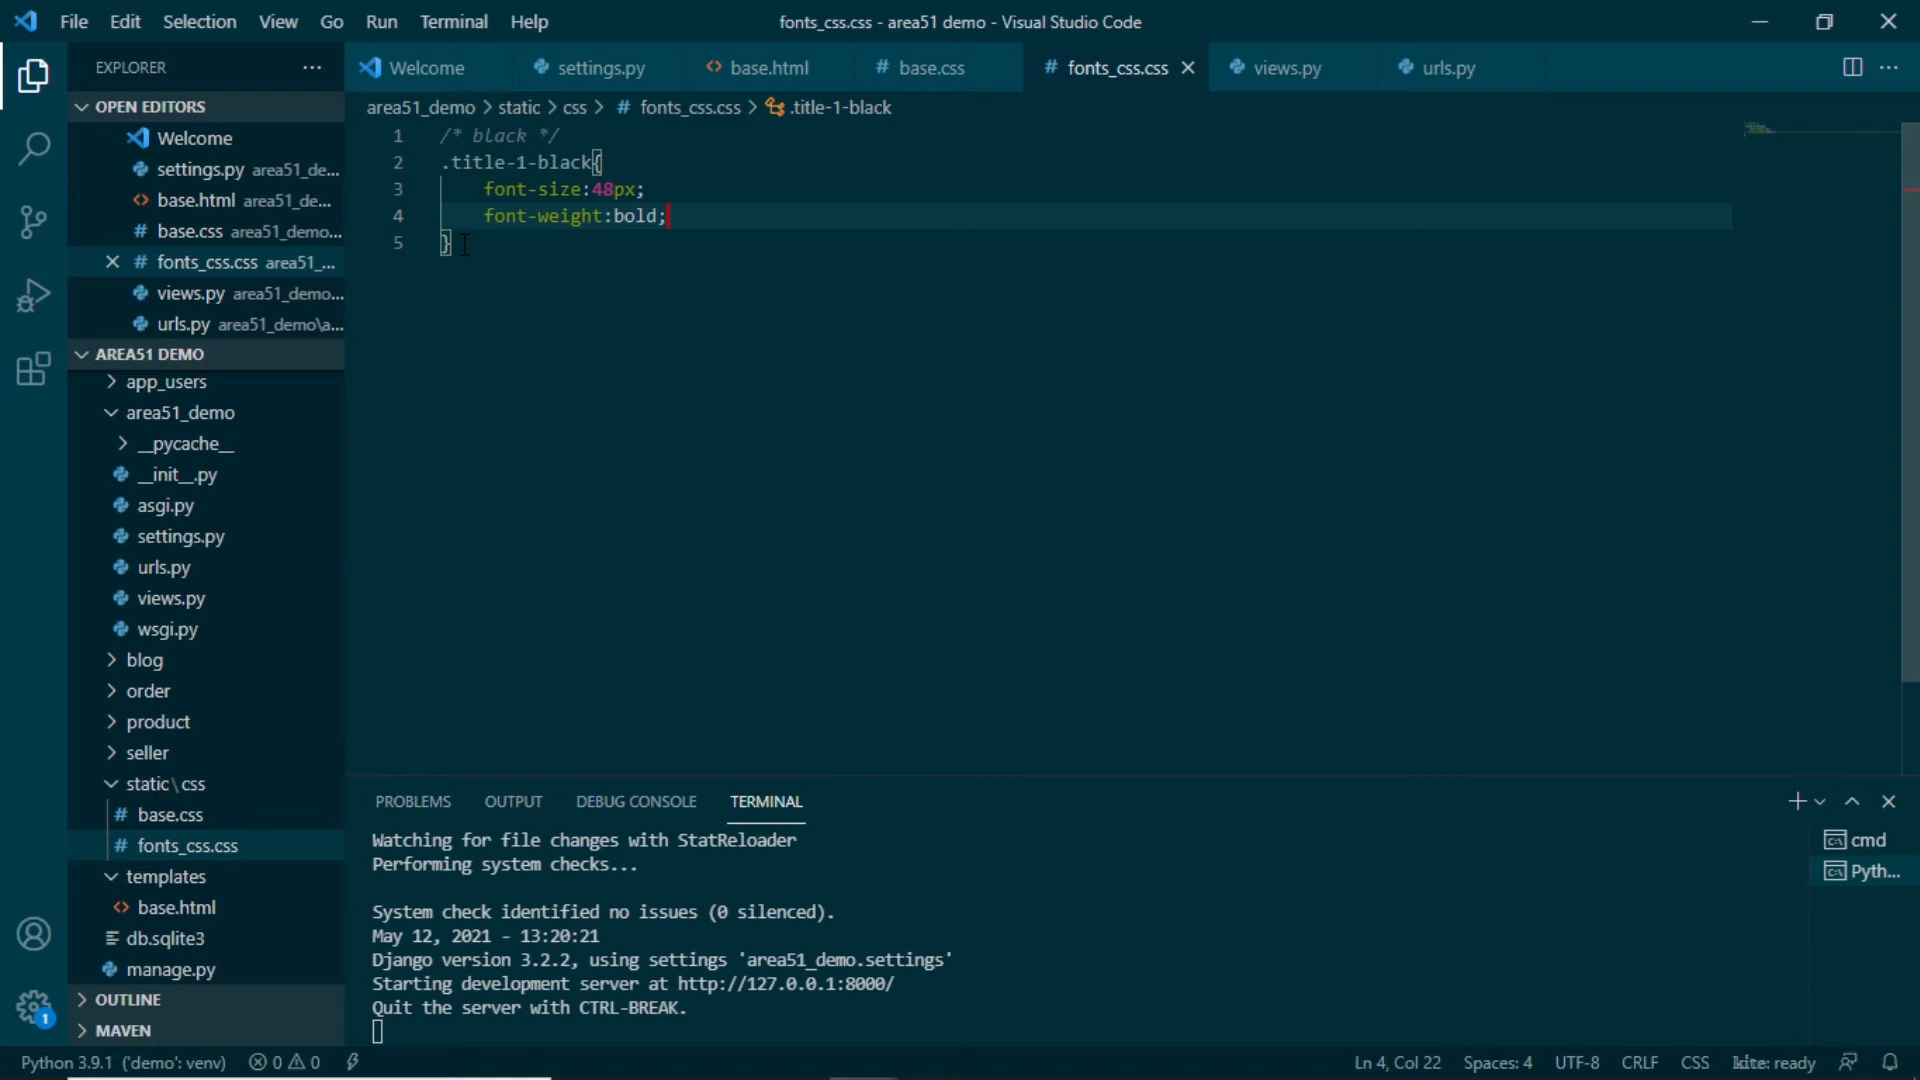 File Edit Selection View Go Run Terminal Help
fonts_css.css - area51 demo - Visual Studio Code
EXPLORER
OPEN EDITORS
Welcome
settings.py area51_de...
base.html area51_de...
base.css area51_demo...
fonts_css.css area51_...
views.py area51_demo...
urls.py area51_demo\a...
AREA51 DEMO
app_users
area51_demo
__pycache__
__init__.py
asgi.py
settings.py
urls.py
views.py
wsgi.py
blog
order
product
seller
static\css
base.css
fonts_css.css
templates
base.html
db.sqlite3
manage.py
OUTLINE
MAVEN
1
Welcome settings.py base.html base.css fonts_css.css views.py urls.py
area51_demo > static > css > # fonts_css.css > .title-1-black
1 /* black */
2 .title-1-black{
3 font-size:48px;
4 font-weight:bold;
5 }
PROBLEMS OUTPUT DEBUG CONSOLE TERMINAL
Watching for file changes with StatReloader
Performing system checks...
System check identified no issues (0 silenced).
May 12, 2021 - 13:20:21
Django version 3.2.2, using settings 'area51_demo.settings'
Starting development server at http://127.0.0.1:8000/
Quit the server with CTRL-BREAK.
cmd
Pyth...
Python 3.9.1 ('demo': venv) 0 0 Ln 4, Col 22 Spaces: 4 UTF-8 CRLF CSS kite: ready